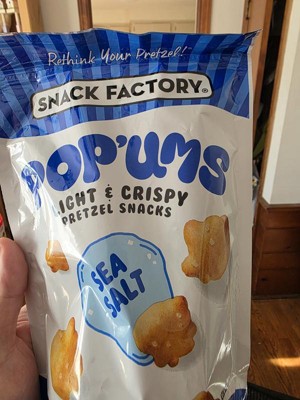 Rethink Your Pretzel!
SNACK FACTORY®
POP'UMS
LIGHT & CRISPY
PRETZEL SNACKS
SEA
SALT